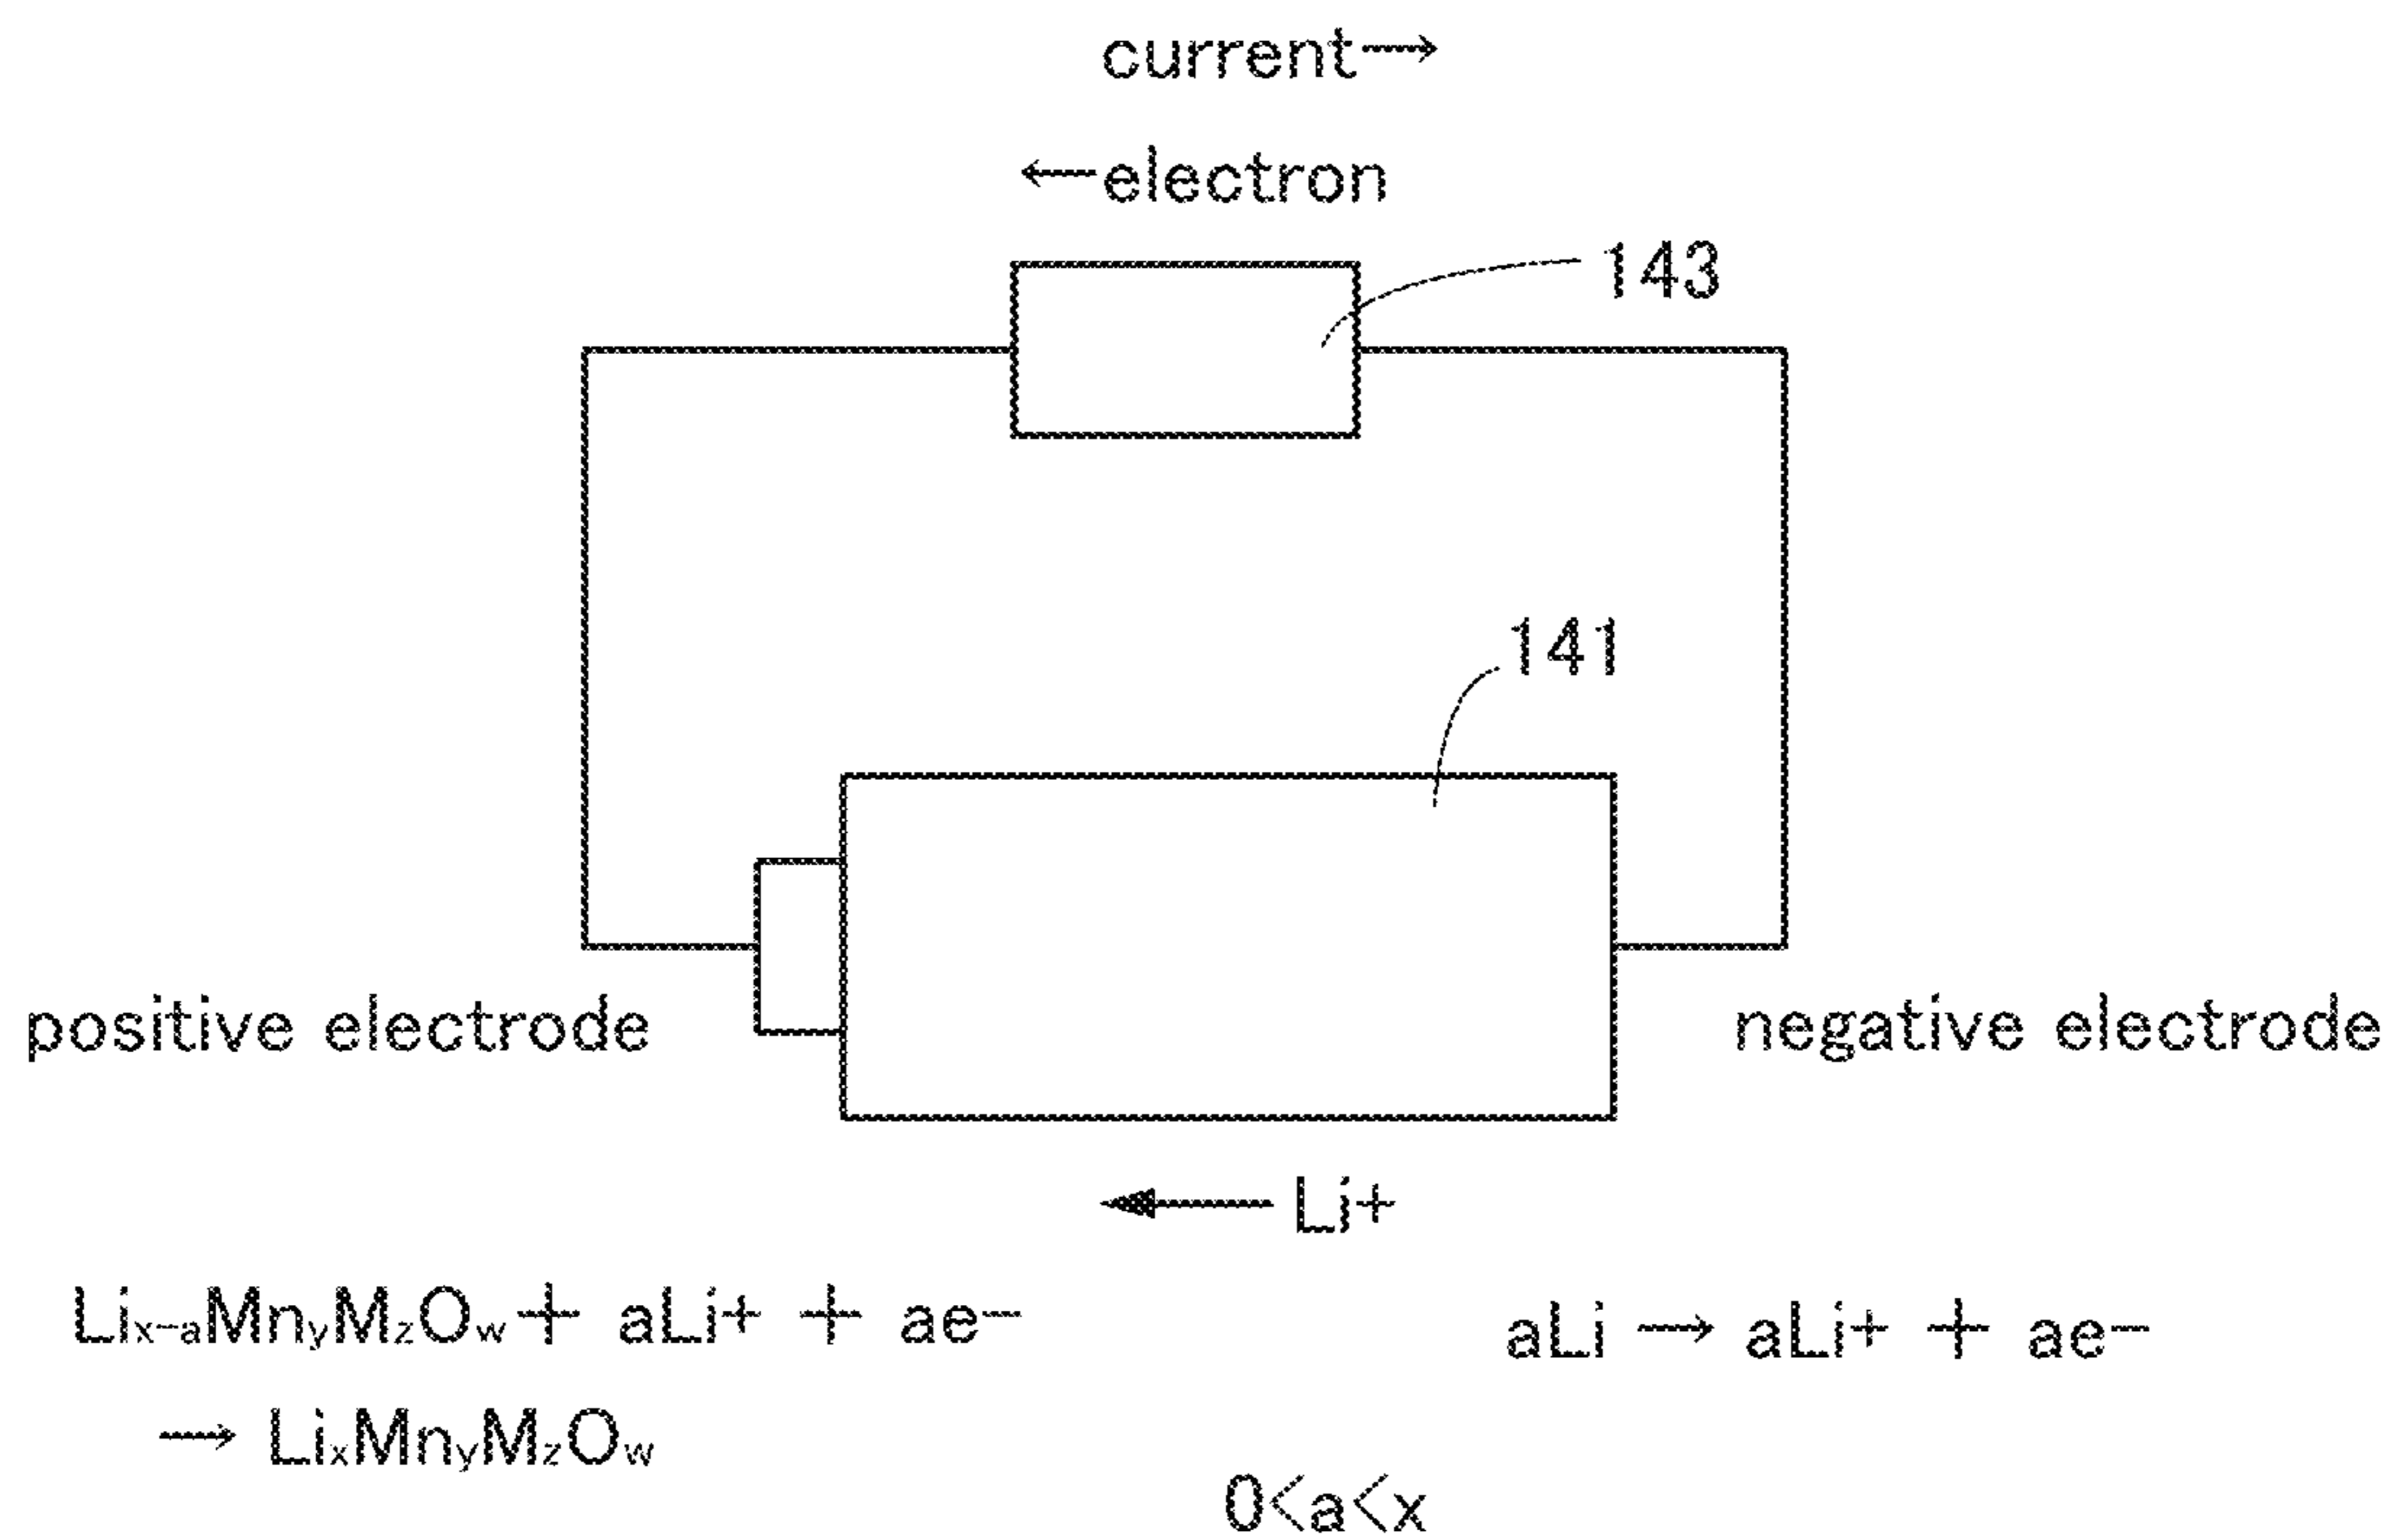 current→
←electron
143
141
positive electrode
negative electrode
Li+
Liₓ₋ₐMnyMzOw+ aLi+ + ae−
→ LiₓMnyMzOw
aLi → aLi+ + ae−
0<a<x